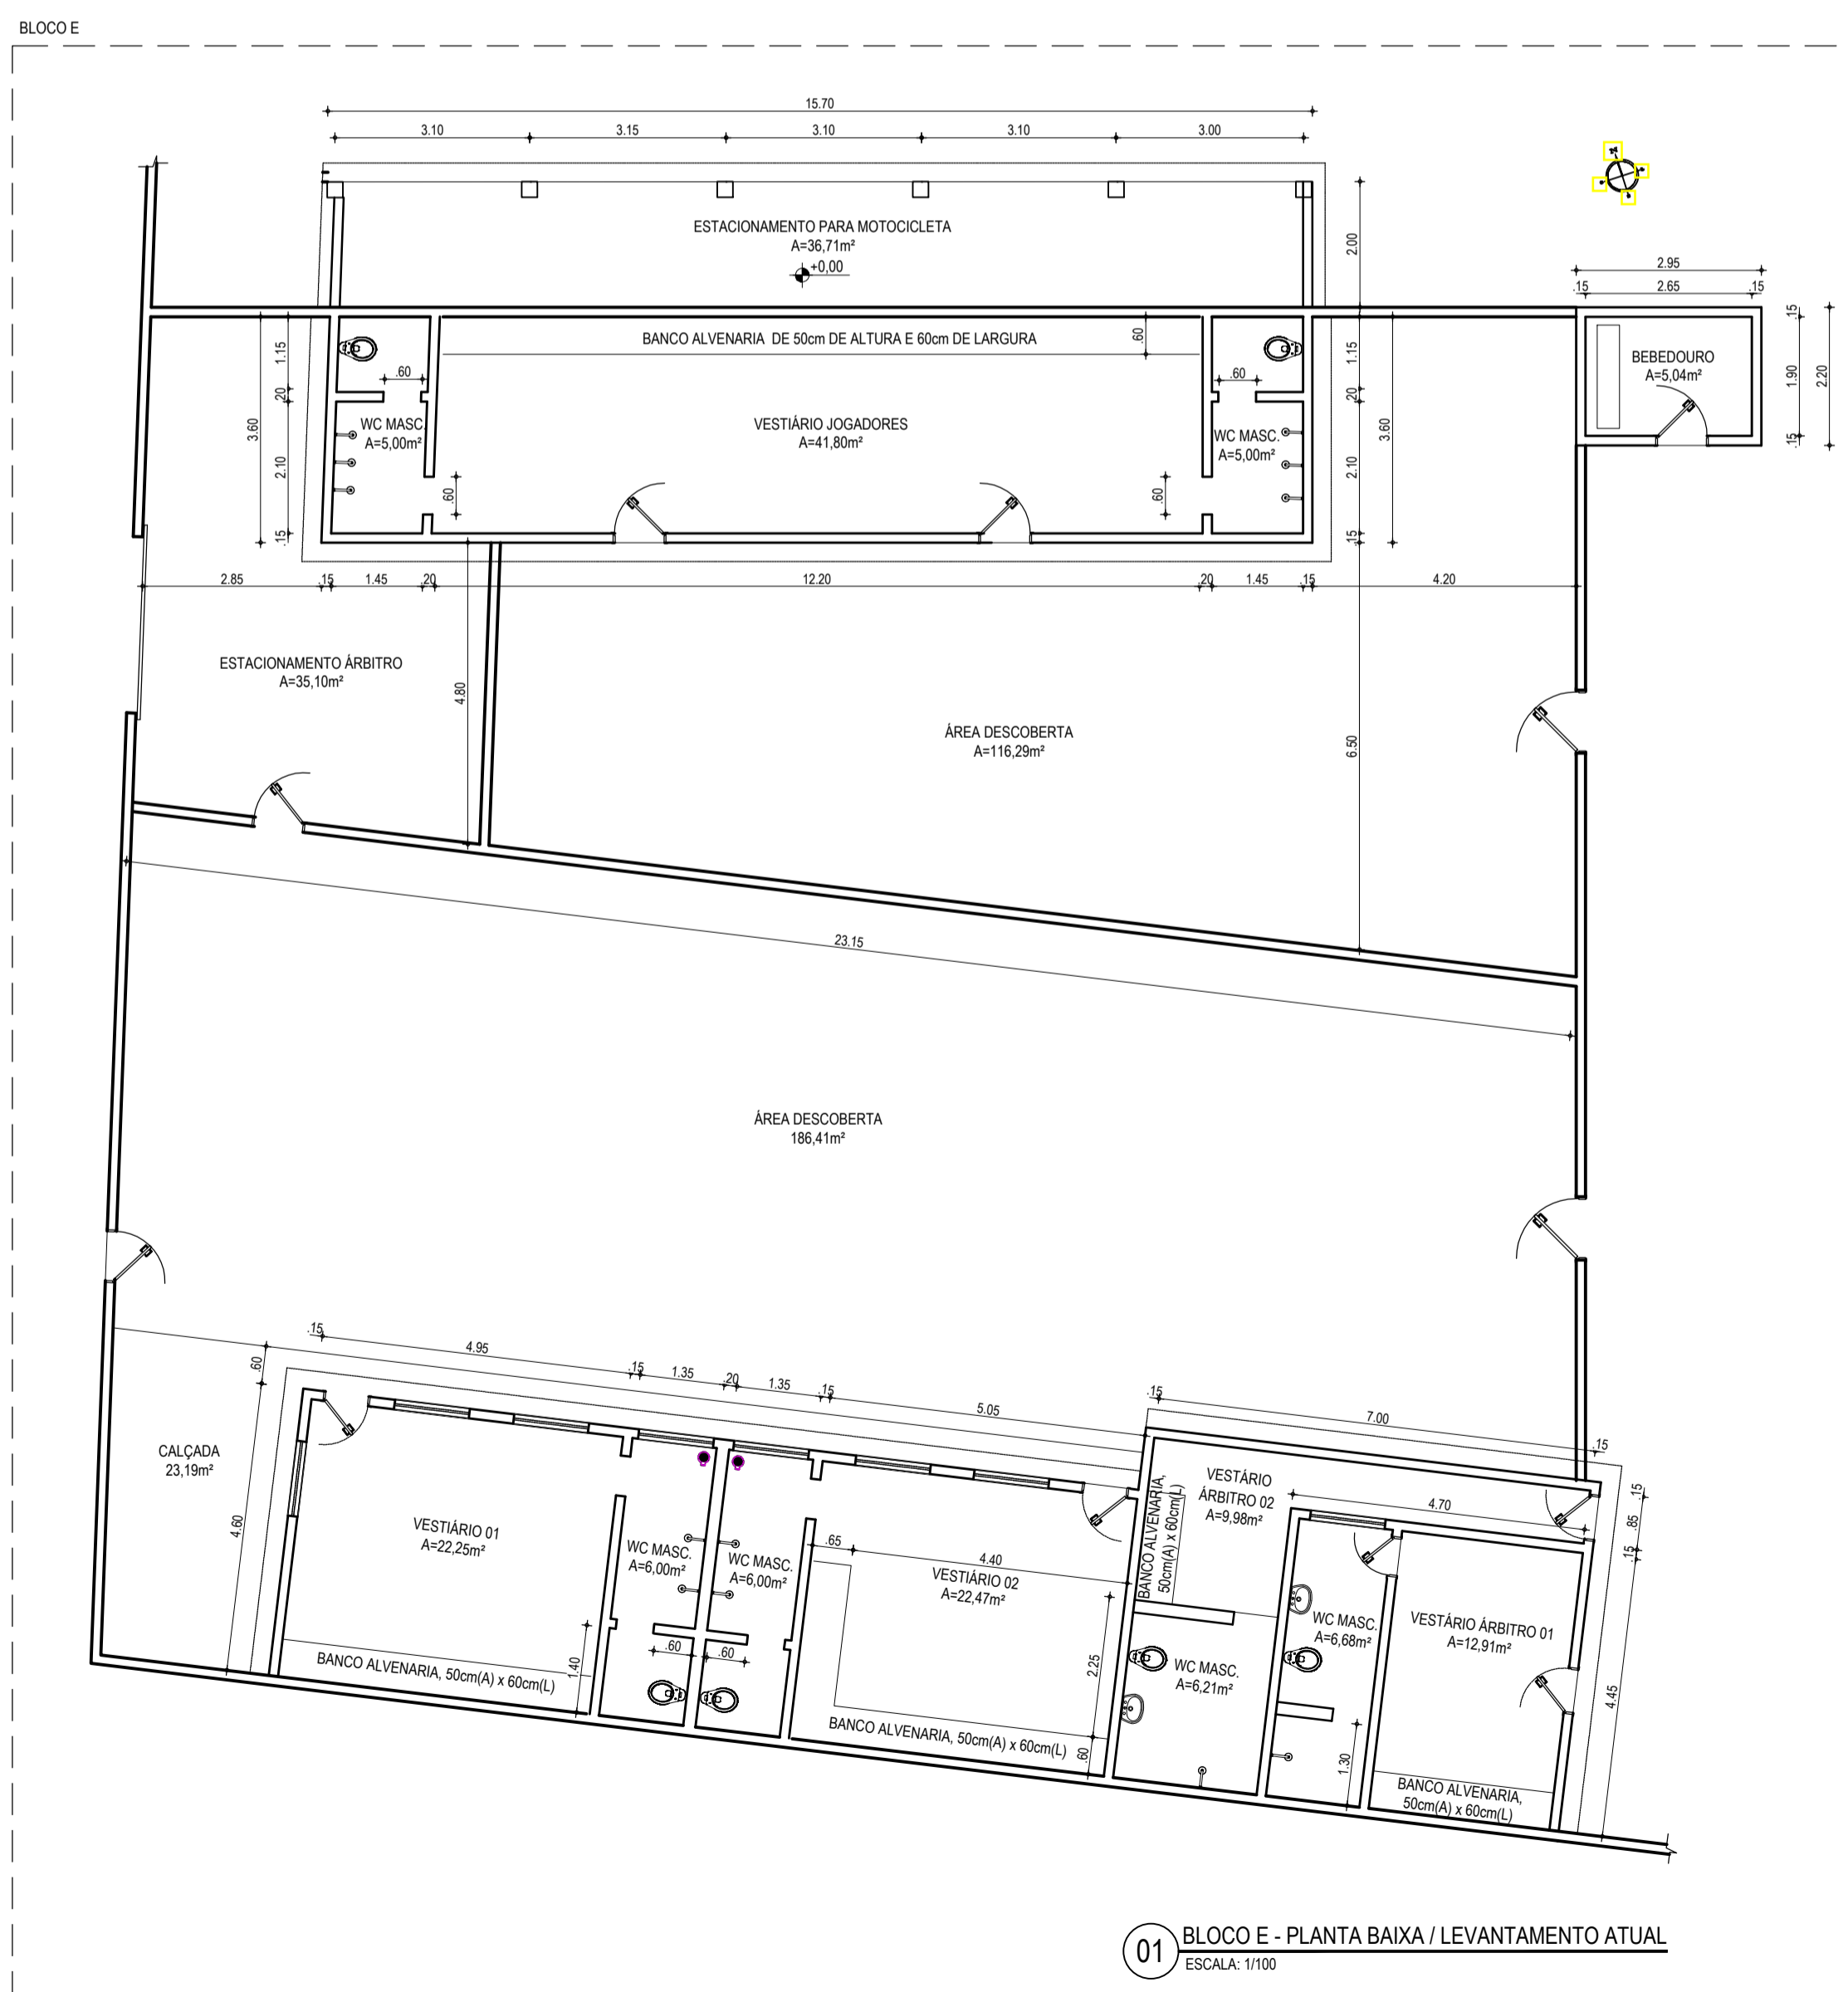 BLOCO E
15.70
3.10
3.15
3.10
3.10
3.00
ESTACIONAMENTO PARA MOTOCICLETA
A=36,71m²
+0,00
2.00
2.95
.15
2.65
.15
BANCO ALVENARIA DE 50cm DE ALTURA E 60cm DE LARGURA
.60
1.15
.60
.20
3.60
2.10
.15
WC MASC.
A=5,00m²
.60
VESTIÁRIO JOGADORES
A=41,80m²
.60
WC MASC.
A=5,00m²
.60
1.15
.20
3.60
2.10
.15
BEBEDOURO
A=5,04m²
.15
1.90
2.20
.15
2.85
.15
1.45
.20
12.20
.20
1.45
.15
4.20
ESTACIONAMENTO ÁRBITRO
A=35,10m²
4.80
ÁREA DESCOBERTA
A=116,29m²
6.50
23.15
ÁREA DESCOBERTA
186,41m²
.15
4.95
.15
1.35
.20
1.35
.15
5.05
.15
7.00
.15
.60
CALÇADA
23,19m²
4.60
VESTIÁRIO 01
A=22,25m²
BANCO ALVENARIA, 50cm(A) x 60cm(L)
1.40
WC MASC.
A=6,00m²
.60
WC MASC.
A=6,00m²
.60
.65
4.40
VESTIÁRIO 02
A=22,47m²
2.25
BANCO ALVENARIA, 50cm(A) x 60cm(L)
.60
BANCO ALVENARIA,
50cm(A) x 60cm(L)
VESTÁRIO
ÁRBITRO 02
A=9,98m²
4.70
.15
.85
.15
WC MASC.
A=6,21m²
WC MASC.
A=6,68m²
1.30
VESTÁRIO ÁRBITRO 01
A=12,91m²
4.45
BANCO ALVENARIA,
50cm(A) x 60cm(L)
01
BLOCO E - PLANTA BAIXA / LEVANTAMENTO ATUAL
ESCALA: 1/100